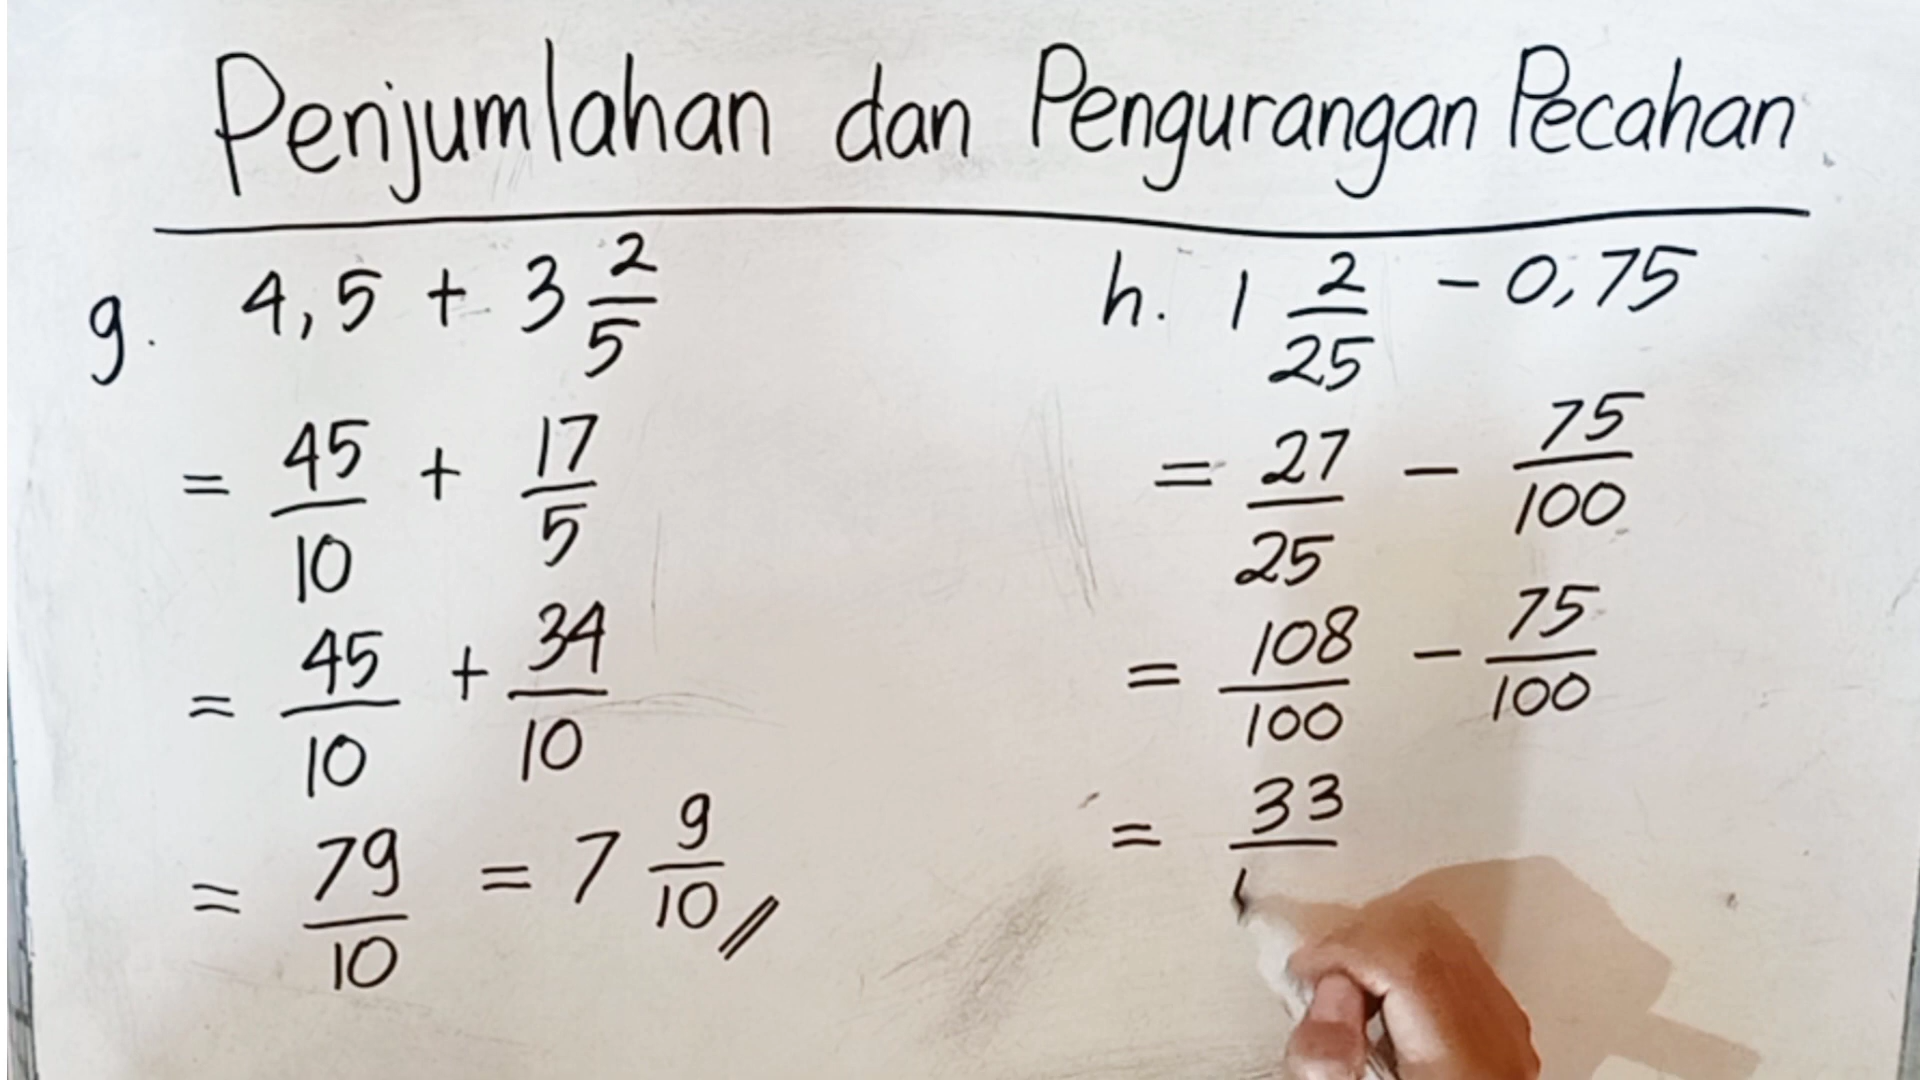 Penjumlahan dan Pengurangan Pecahan
g. 4,5 + 3 2/5
= 45/10 + 17/5
= 45/10 + 34/10
= 79/10 = 7 9/10 //
h. 1 2/25 - 0,75
= 27/25 - 75/100
= 108/100 - 75/100
= 33/1